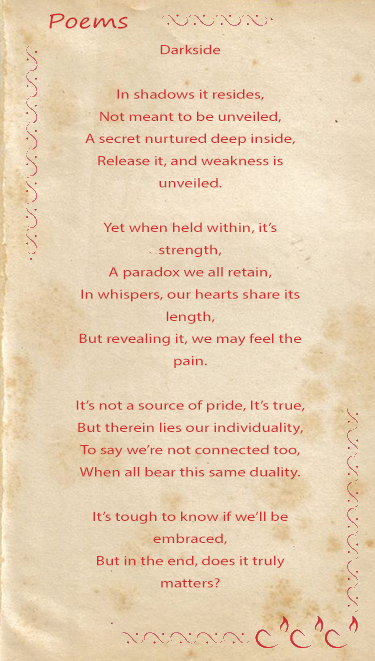 Poems
Darkside
In shadows it resides,
Not meant to be unveiled,
A secret nurtured deep inside,
Release it, and weakness is
unveiled.
Yet when held within, it’s
strength,
A paradox we all retain,
In whispers, our hearts share its
length,
But revealing it, we may feel the
pain.
It’s not a source of pride, It’s true,
But therein lies our individuality,
To say we’re not connected too,
When all bear this same duality.
It’s tough to know if we’ll be
embraced,
But in the end, does it truly
matters?